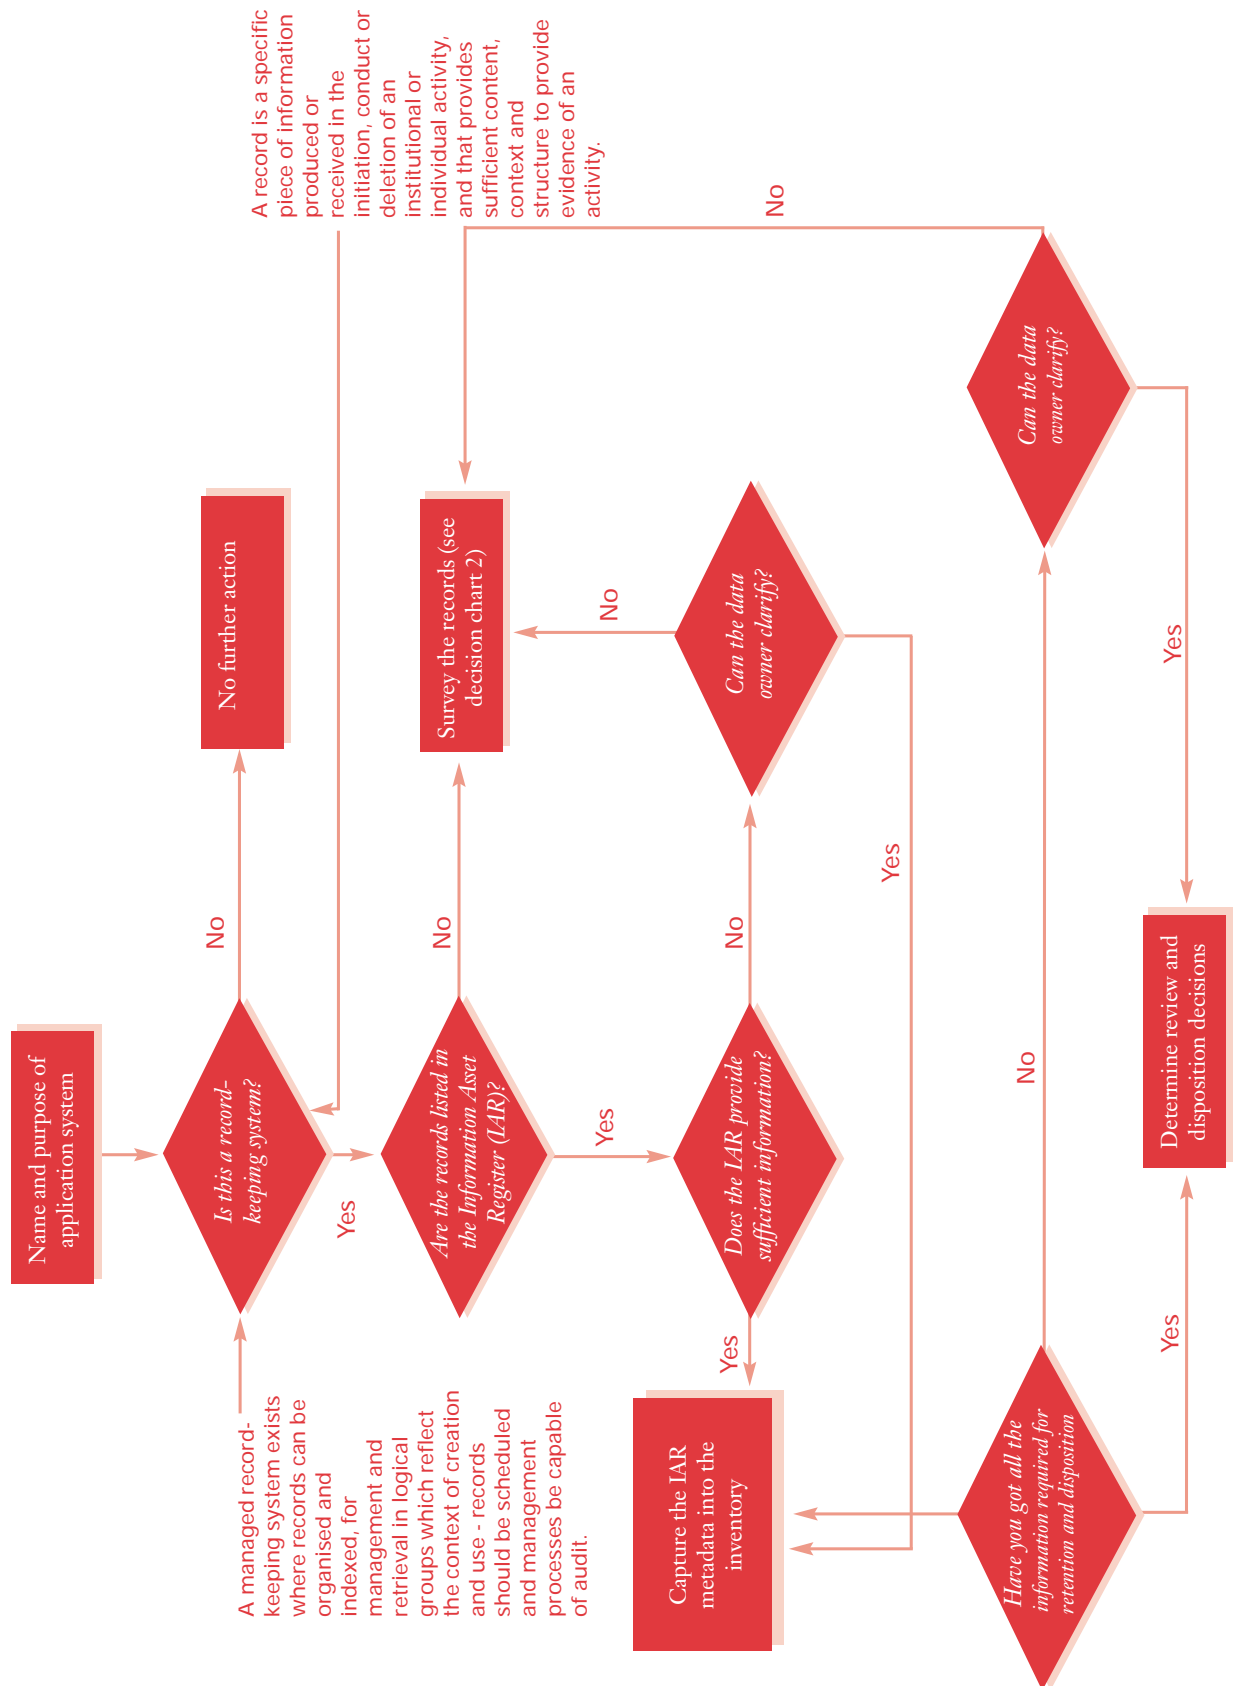 Name and purpose of
application system
A managed record-
keeping system exists
where records can be
organised and
indexed, for
management and
retrieval in logical
groups which reflect
the context of creation
and use - records
should be scheduled
and management
processes be capable
of audit.
Is this a record-
keeping system?
No
No further action
A record is a specific
piece of information
produced or
received in the
initiation, conduct or
deletion of an
institutional or
individual activity,
and that provides
sufficient content,
context and
structure to provide
evidence of an
activity.
Yes
Are the records listed in
the Information Asset
Register (IAR)?
No
Survey the records (see
decision chart 2)
Yes
No
Capture the IAR
metadata into the
inventory
Yes
Does the IAR provide
sufficient information?
No
Can the data
owner clarify?
No
Yes
Have you got all the
information required for
retention and disposition
No
Can the data
owner clarify?
Yes
Determine review and
disposition decisions
Yes